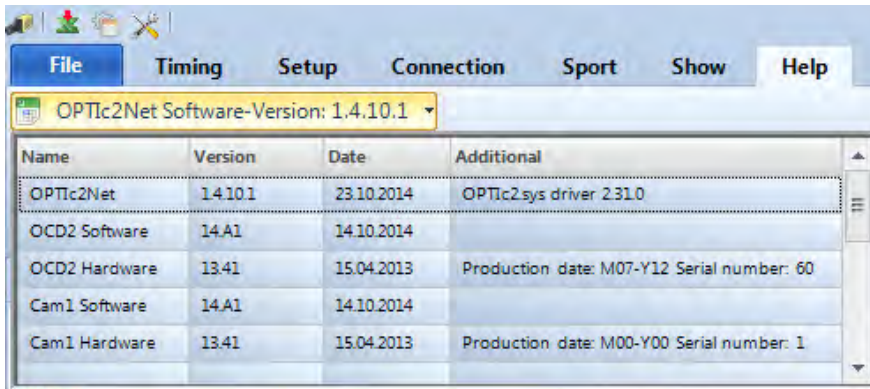 File Timing Setup Connection Sport Show Help
OPTIc2Net Software-Version: 1.4.10.1
Name Version Date Additional
OPTIc2Net 1.4.10.1 23.10.2014 OPTIc2.sys driver 2.31.0
OCD2 Software 14.A1 14.10.2014
OCD2 Hardware 13.41 15.04.2013 Production date: M07-Y12 Serial number: 60
Cam1 Software 14.A1 14.10.2014
Cam1 Hardware 13.41 15.04.2013 Production date: M00-Y00 Serial number: 1